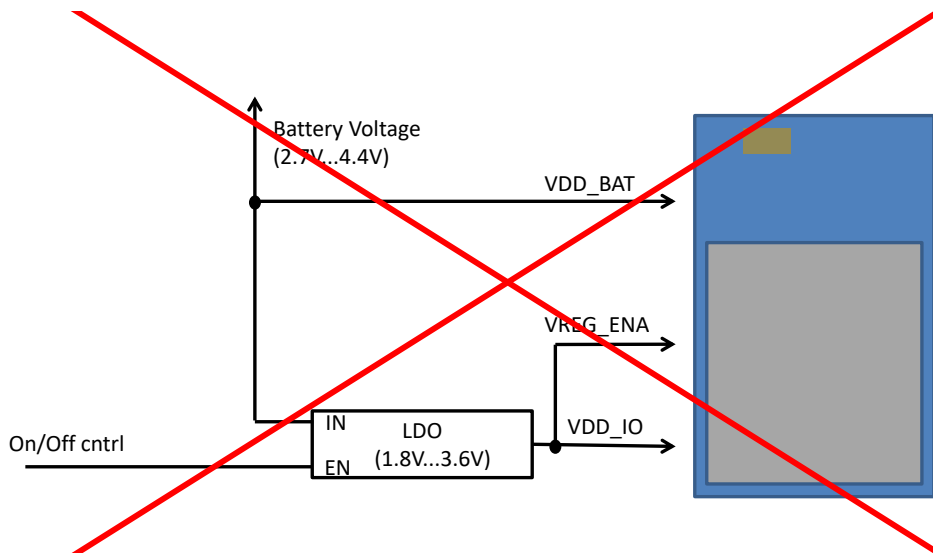 Battery Voltage
(2.7V...4.4V)
VDD_BAT
VREG_ENA
IN
LDO
VDD_IO
On/Off cntrl
(1.8V...3.6V)
EN